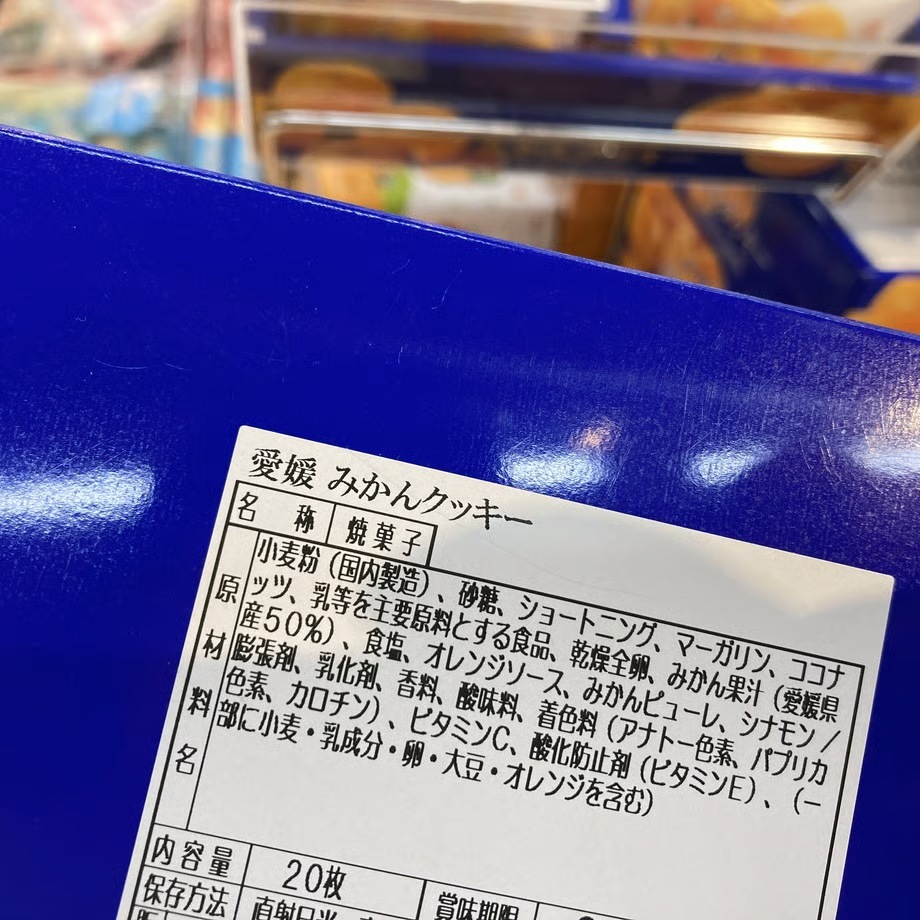 愛媛 みかんクッキー
名称 焼菓子
原材料名
小麦粉（国内製造）、砂糖、ショートニング、マーガリン、ココナ
ッツ、乳等を主要原料とする食品、乾燥全卵、みかん果汁（愛媛県
産50%）、食塩、オレンジソース、みかんピューレ、シナモン／
膨張剤、乳化剤、香料、酸味料、着色料（アナトー色素、パプリカ
色素、カロチン）、ビタミンC、酸化防止剤（ビタミンE）、（一
部に小麦・乳成分・卵・大豆・オレンジを含む）
内容量 20枚 賞味期限
保存方法 直射日光